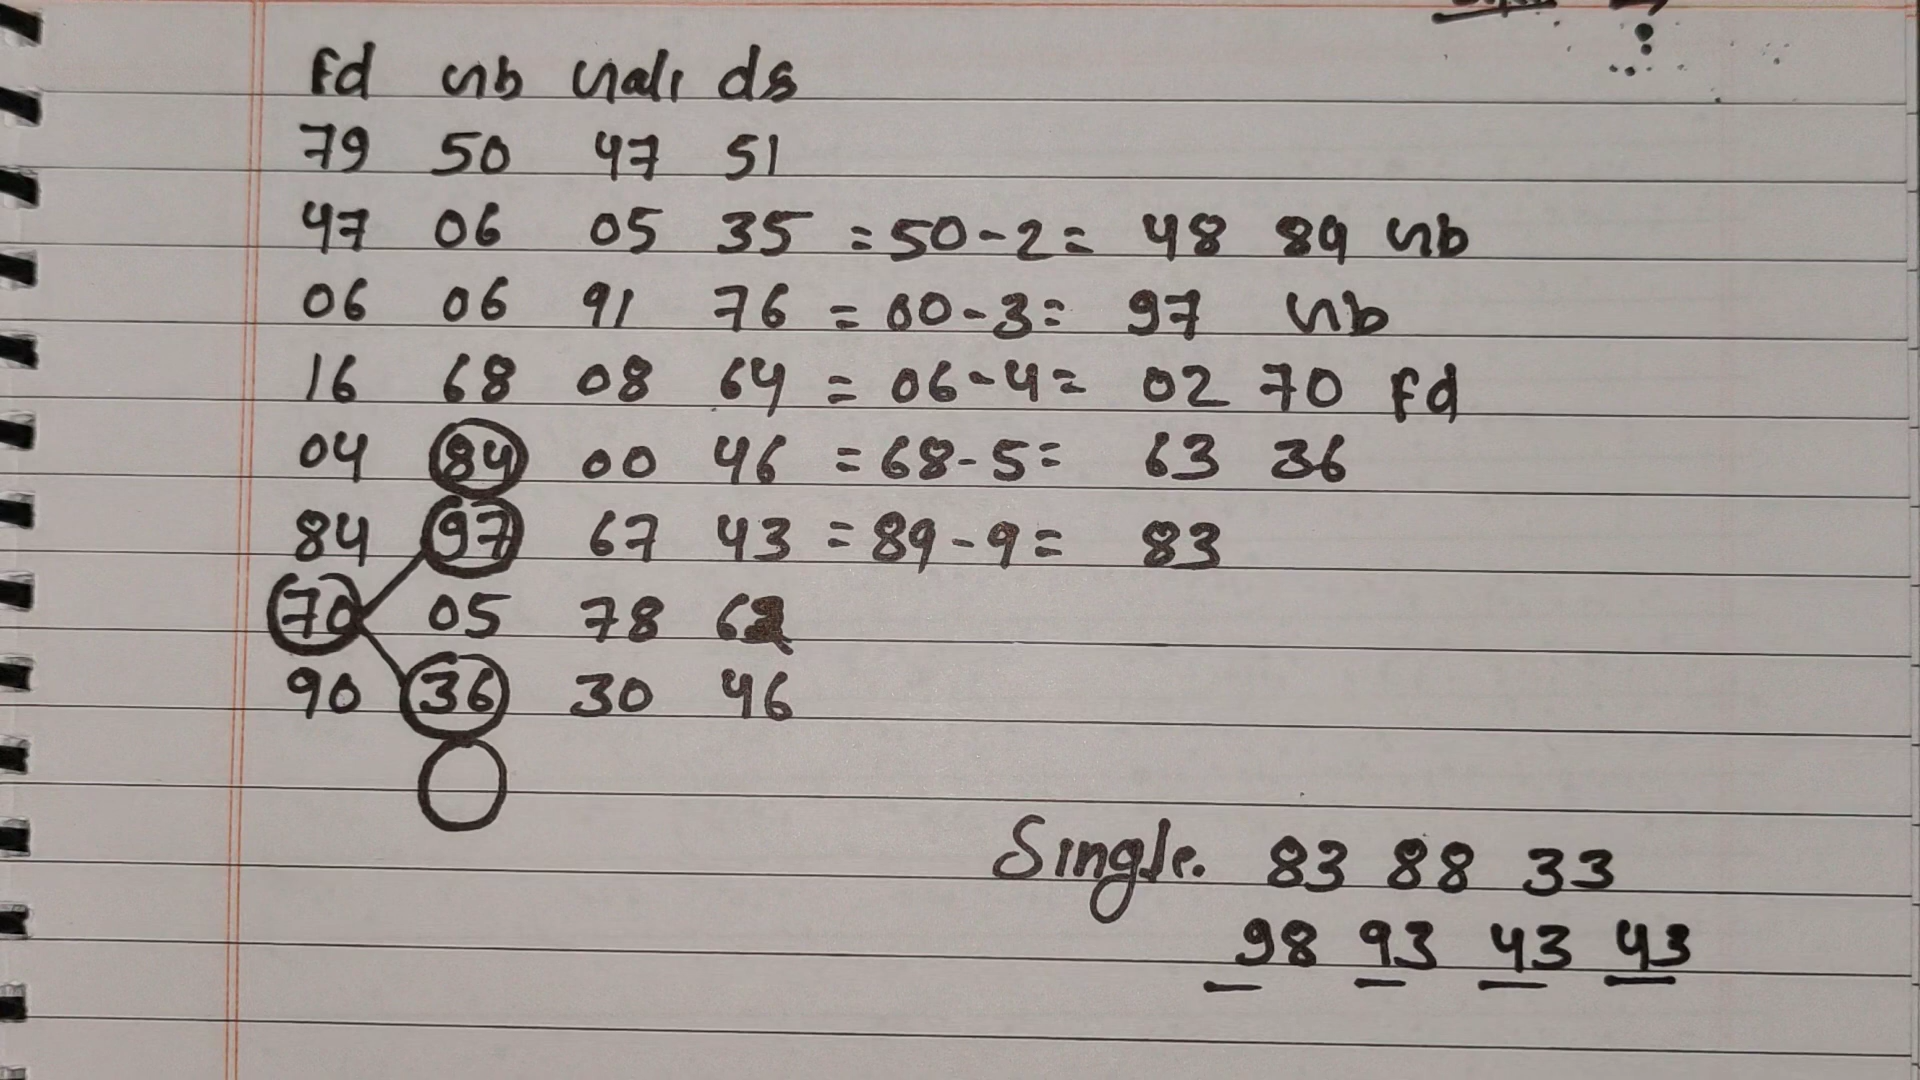 Fd gb gali ds
79 50 47 51
47 06 05 35 = 50-2= 48 89 gb
06 06 91 76 = 00-3= 97 gb
16 68 08 64 = 06-4= 02 70 Fd
04 84 00 46 = 68-5= 63 36
84 97 67 43 = 89-9= 83
70 05 78 62
90 36 30 46
Single. 83 88 33
98 93 43 43